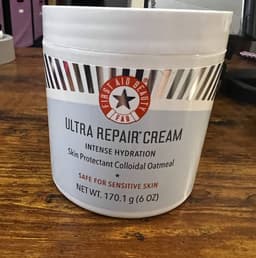 FIRST AID BEAUTY
FAB
ULTRA REPAIR® CREAM
INTENSE HYDRATION
Skin Protectant Colloidal Oatmeal
SAFE FOR SENSITIVE SKIN
NET WT. 170.1 g (6 OZ)